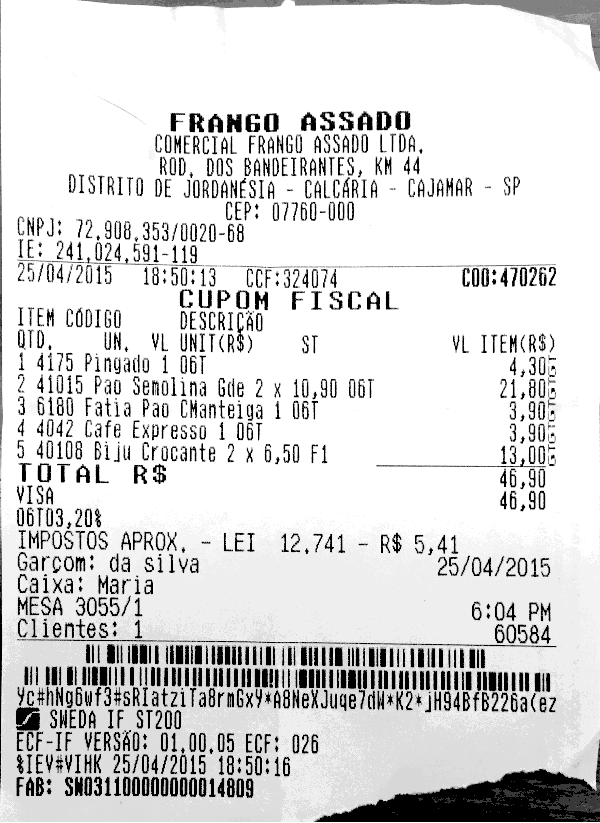 FRANGO ASSADO
COMERCIAL FRANGO ASSADO LTDA.
ROD. DOS BANDEIRANTES, KM 44
DISTRITO DE JORDANÉSIA - CALCÁRIA - CAJAMAR - SP
CEP: 07760-000
CNPJ: 72.908.353/0020-68
IE: 241.024.591-119
25/04/2015 18:50:13 CCF:324074 COO:470262
CUPOM FISCAL
ITEM CÓDIGO DESCRIÇÃO
QTD. UN. VL UNIT(R$) ST VL ITEM(R$)
1 4175 Pingado 1 06T 4,30G
2 41015 Pao Semolina Gde 2 x 10,90 06T 21,80G
3 6180 Fatia Pao CManteiga 1 06T 3,90G
4 4042 Cafe Expresso 1 06T 3,90G
5 40108 Biju Crocante 2 x 6,50 F1 13,00G
TOTAL R$ 46,90
VISA 46,90
06T03,20%
IMPOSTOS APROX. - LEI 12.741 - R$ 5,41
Garçom: da silva 25/04/2015
Caixa: Maria
MESA 3055/1 6:04 PM
Clientes: 1 60584
Yc#hNg6wf3#sRIatziTa8rmGxY*A8NeXJuqe7dW*K2*jH94BfB226a(ez
SWEDA IF ST200
ECF-IF VERSÃO: 01.00.05 ECF: 026
%IEV#VIHK 25/04/2015 18:50:16
FAB: SW031100000000014809